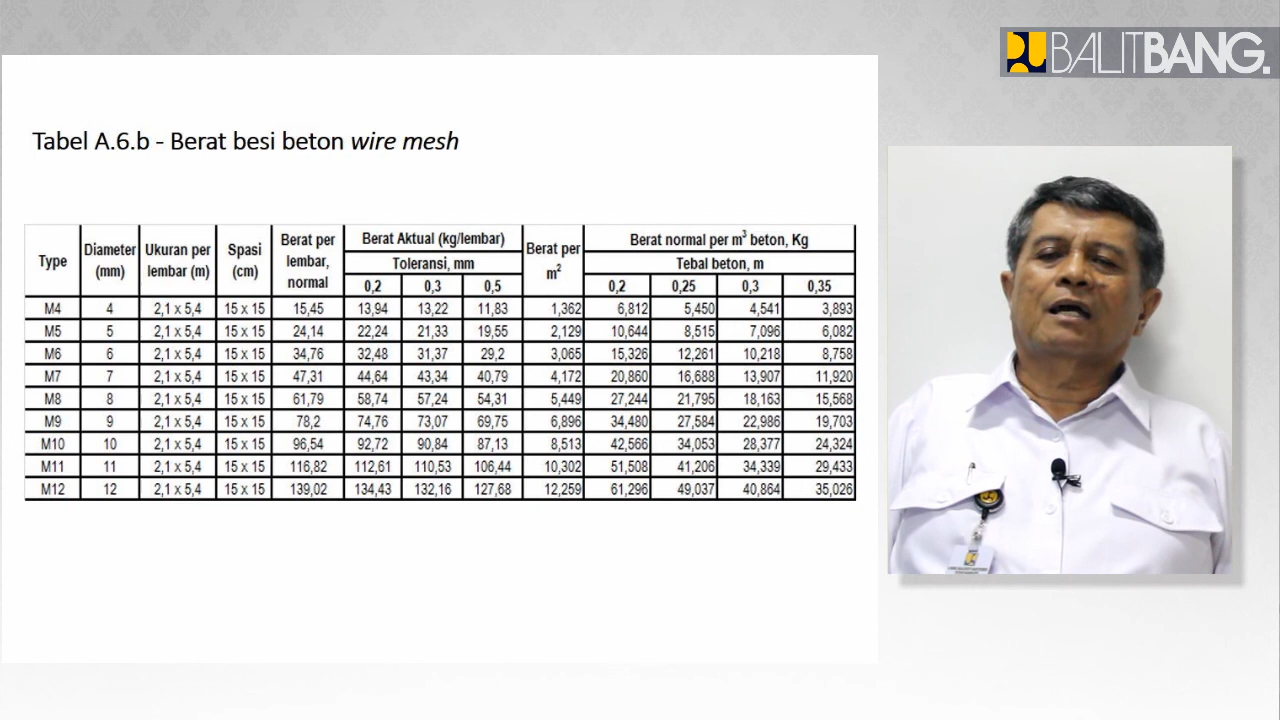 BALITBANG.
Tabel A.6.b - Berat besi beton wire mesh
Type Diameter (mm) Ukuran per lembar (m) Spasi (cm) Berat per lembar, normal Berat Aktual (kg/lembar) Berat per m² Berat normal per m³ beton, Kg
Toleransi, mm Tebal beton, m
0,2 0,3 0,5 0,2 0,25 0,3 0,35
M4 4 2,1 x 5,4 15 x 15 15,45 13,94 13,22 11,83 1,362 6,812 5,450 4,541 3,893
M5 5 2,1 x 5,4 15 x 15 24,14 22,24 21,33 19,55 2,129 10,644 8,515 7,096 6,082
M6 6 2,1 x 5,4 15 x 15 34,76 32,48 31,37 29,2 3,065 15,326 12,261 10,218 8,758
M7 7 2,1 x 5,4 15 x 15 47,31 44,64 43,34 40,79 4,172 20,860 16,688 13,907 11,920
M8 8 2,1 x 5,4 15 x 15 61,79 58,74 57,24 54,31 5,449 27,244 21,795 18,163 15,568
M9 9 2,1 x 5,4 15 x 15 78,2 74,76 73,07 69,75 6,896 34,480 27,584 22,986 19,703
M10 10 2,1 x 5,4 15 x 15 96,54 92,72 90,84 87,13 8,513 42,566 34,053 28,377 24,324
M11 11 2,1 x 5,4 15 x 15 116,82 112,61 110,53 106,44 10,302 51,508 41,206 34,339 29,433
M12 12 2,1 x 5,4 15 x 15 139,02 134,43 132,16 127,68 12,259 61,296 49,037 40,864 35,026